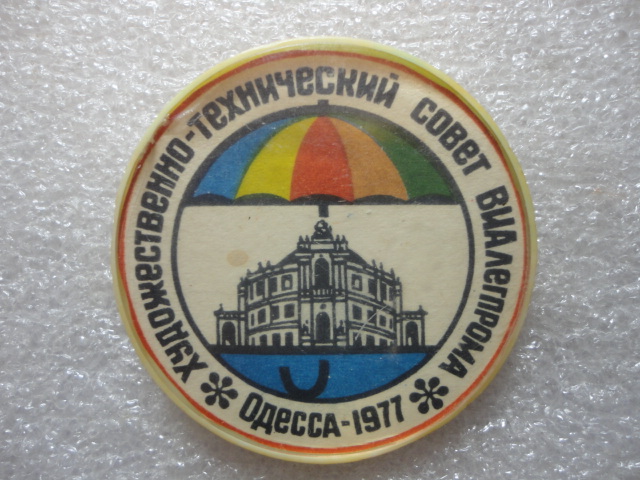 ХУДОЖЕСТВЕННО-ТЕХНИЧЕСКИЙ СОВЕТ ВИАЛЕГПРОМА
ОДЕССА-1977